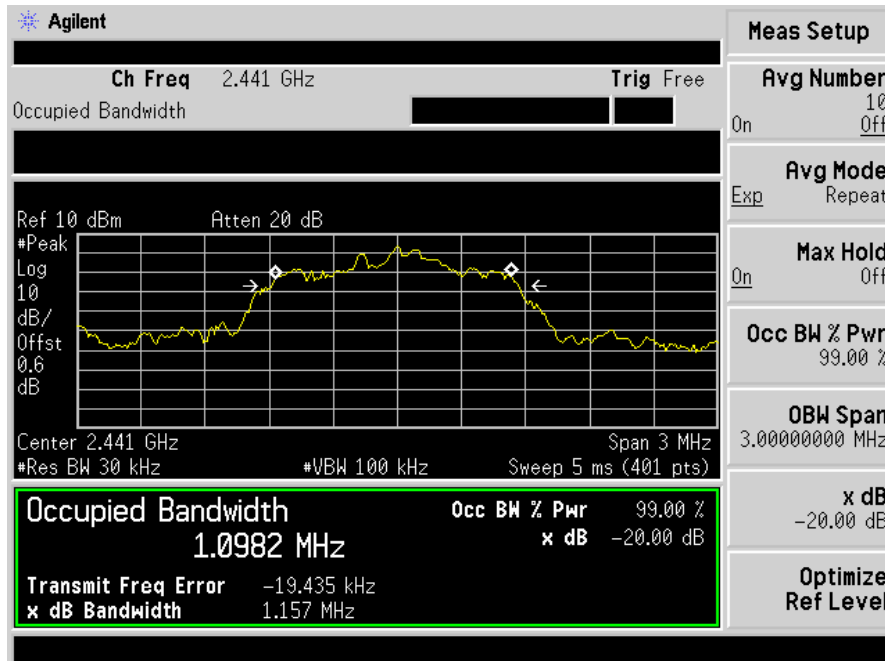 Agilent
Meas Setup
Ch Freq 2.441 GHz Trig Free
Occupied Bandwidth
Avg Number
10
On Off
Avg Mode
Exp Repeat
Max Hold
On Off
Occ BW % Pwr
99.00 %
OBW Span
3.00000000 MHz
x dB
-20.00 dB
Optimize
Ref Level
Ref 10 dBm Atten 20 dB
#Peak
Log
10
dB/
Offst
0.6
dB
Center 2.441 GHz Span 3 MHz
#Res BW 30 kHz #VBW 100 kHz Sweep 5 ms (401 pts)
Occupied Bandwidth
1.0982 MHz
Occ BW % Pwr 99.00 %
x dB -20.00 dB
Transmit Freq Error -19.435 kHz
x dB Bandwidth 1.157 MHz